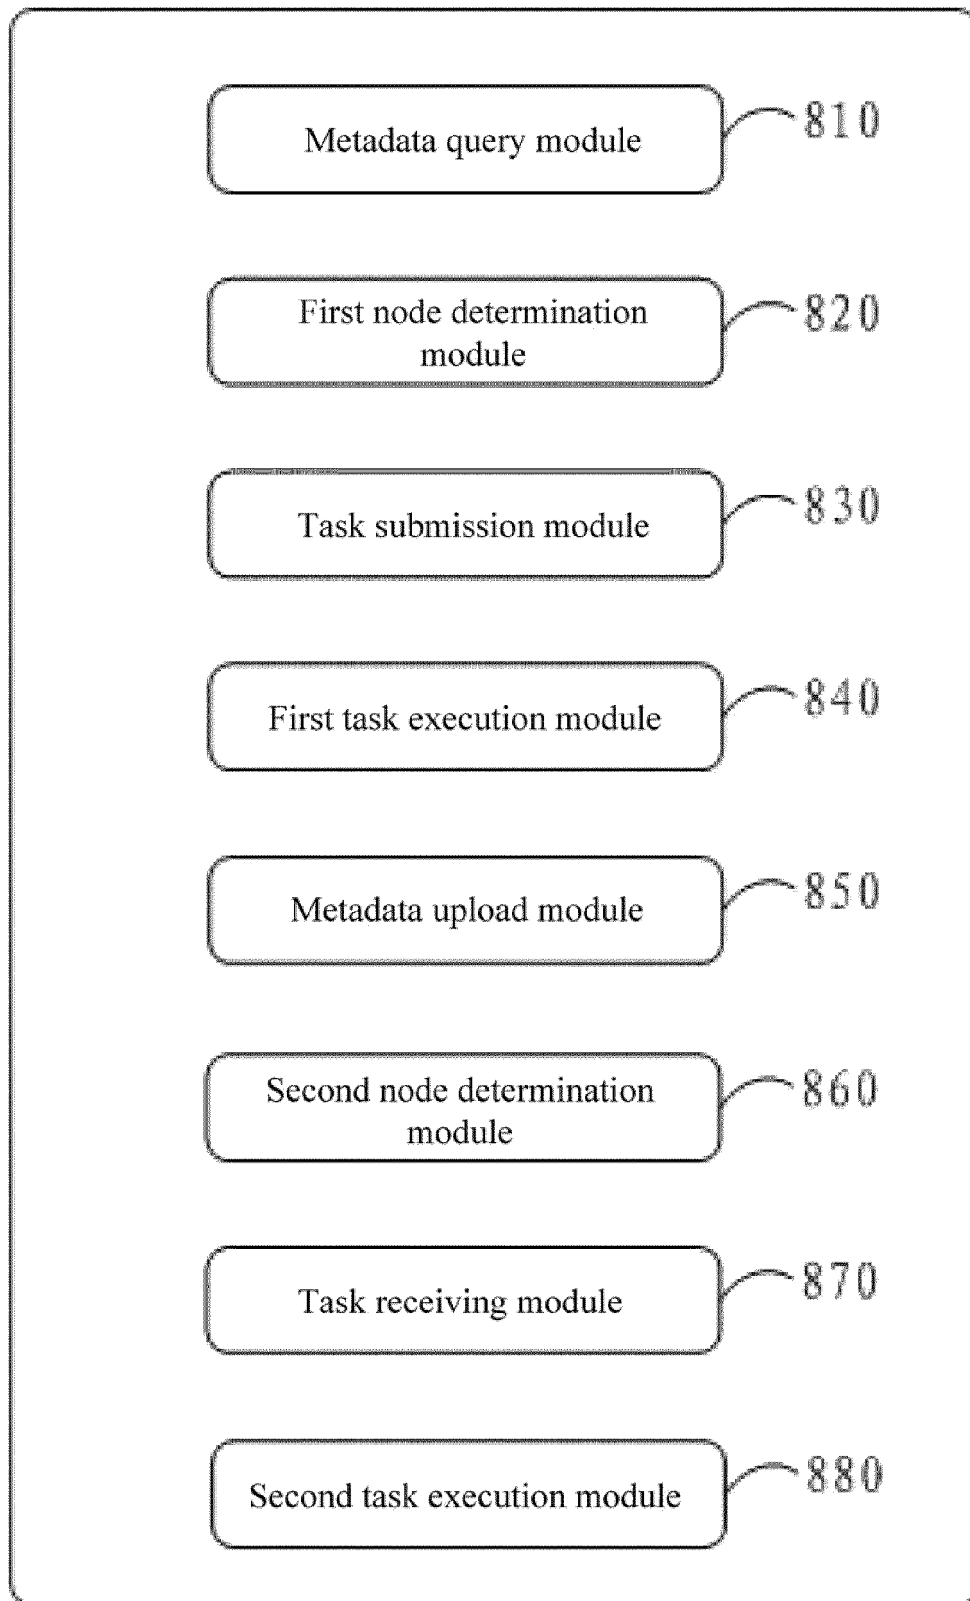 Metadata query module
810
First node determination
module
820
Task submission module
830
First task execution module
840
Metadata upload module
850
Second node determination
module
860
Task receiving module
870
Second task execution module
880